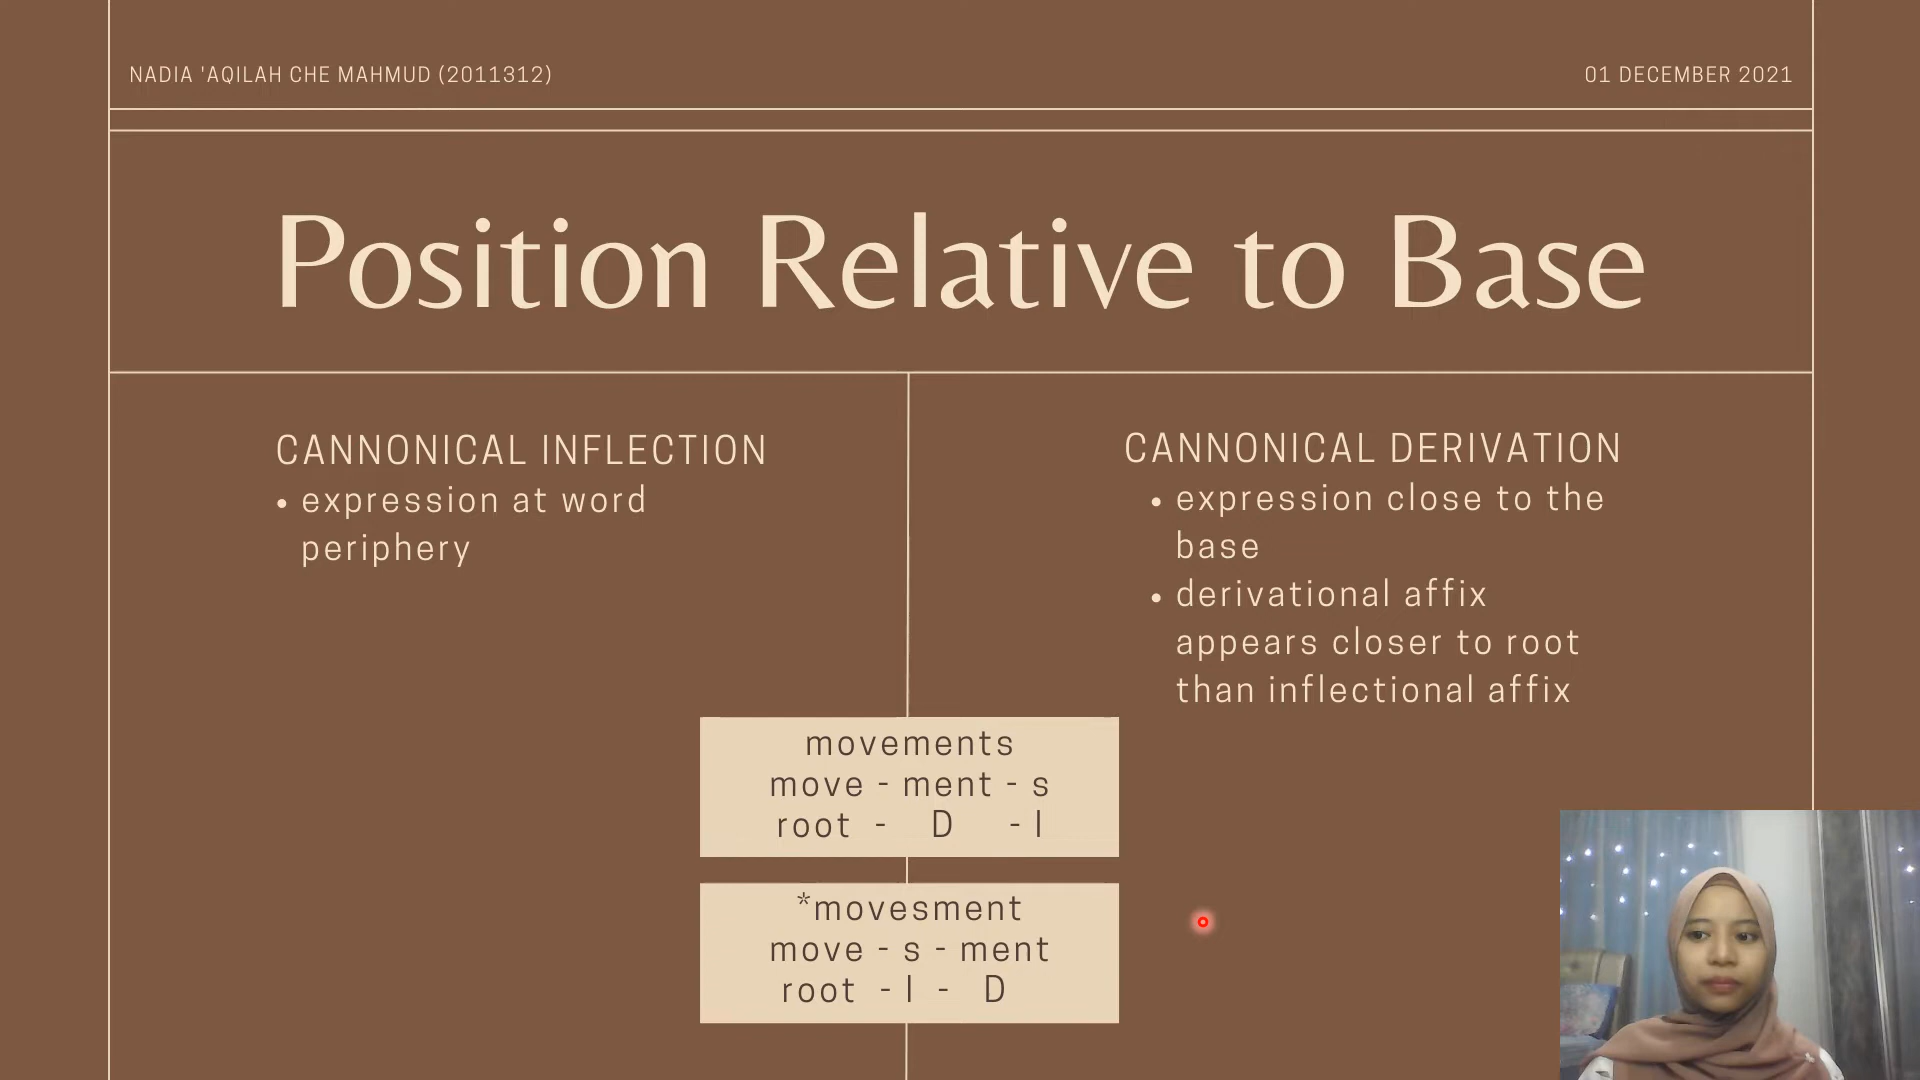 NADIA 'AQILAH CHE MAHMUD (2011312)
01 DECEMBER 2021
Position Relative to Base
CANNONICAL INFLECTION
• expression at word
periphery
CANNONICAL DERIVATION
• expression close to the
base
• derivational affix
appears closer to root
than inflectional affix
movements
move - ment - s
root - D - I
*movesment
move - s - ment
root - I - D